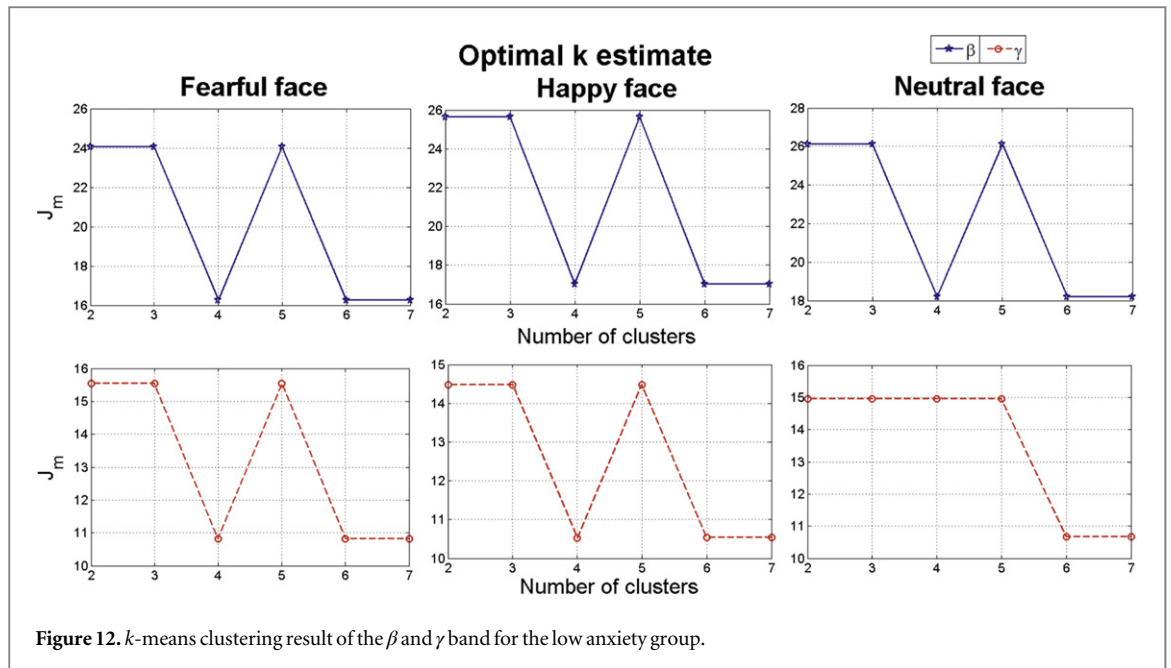 Optimal k estimate
β γ
Fearful face
Happy face
Neutral face
J_m
24
22
20
18
16
2 3 4 5 6 7
26
24
22
20
18
16
2 3 4 5 6 7
Number of clusters
28
26
24
22
20
18
2 3 4 5 6 7
J_m
16
15
14
13
12
11
10
2 3 4 5 6 7
15
14
13
12
11
10
2 3 4 5 6 7
Number of clusters
16
15
14
13
12
11
10
2 3 4 5 6 7
Figure 12. k-means clustering result of the β and γ band for the low anxiety group.